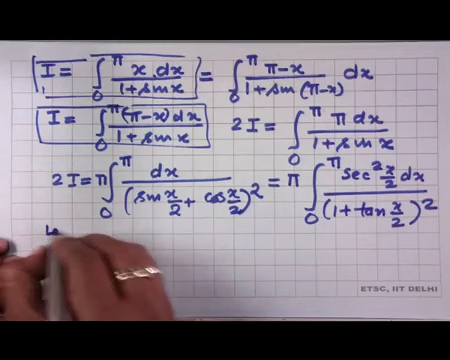 I = ∫₀^π x dx / (1 + sin x) = ∫₀^π (π-x) / (1 + sin (π-x)) dx
I = ∫₀^π (π-x) dx / (1 + sin x)   2I = ∫₀^π π dx / (1 + sin x)
2I = π ∫₀^π dx / (sin x/2 + cos x/2)² = π ∫₀^π sec² x/2 dx / (1 + tan x/2)²
ETSC, IIT DELHI